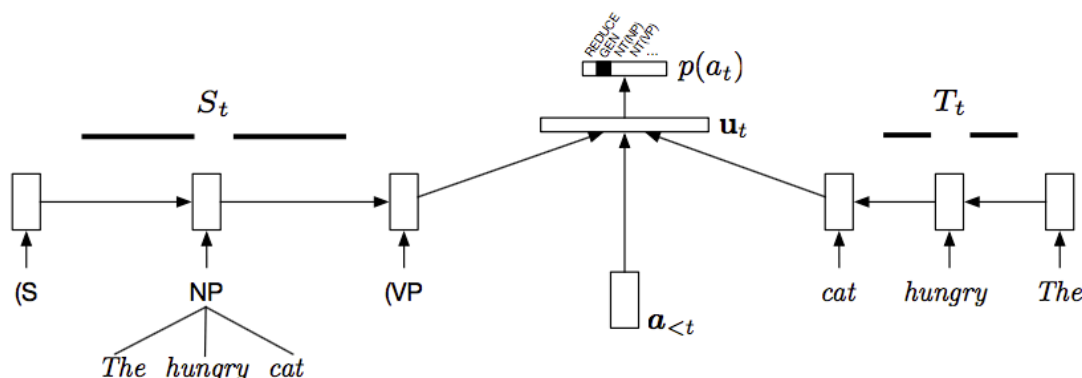 REDUCE
GEN
NT(NP)
NT(VP)
...
p(a_t)
S_t
u_t
T_t
(S
NP
(VP
a_{<t}
cat
hungry
The
The hungry cat